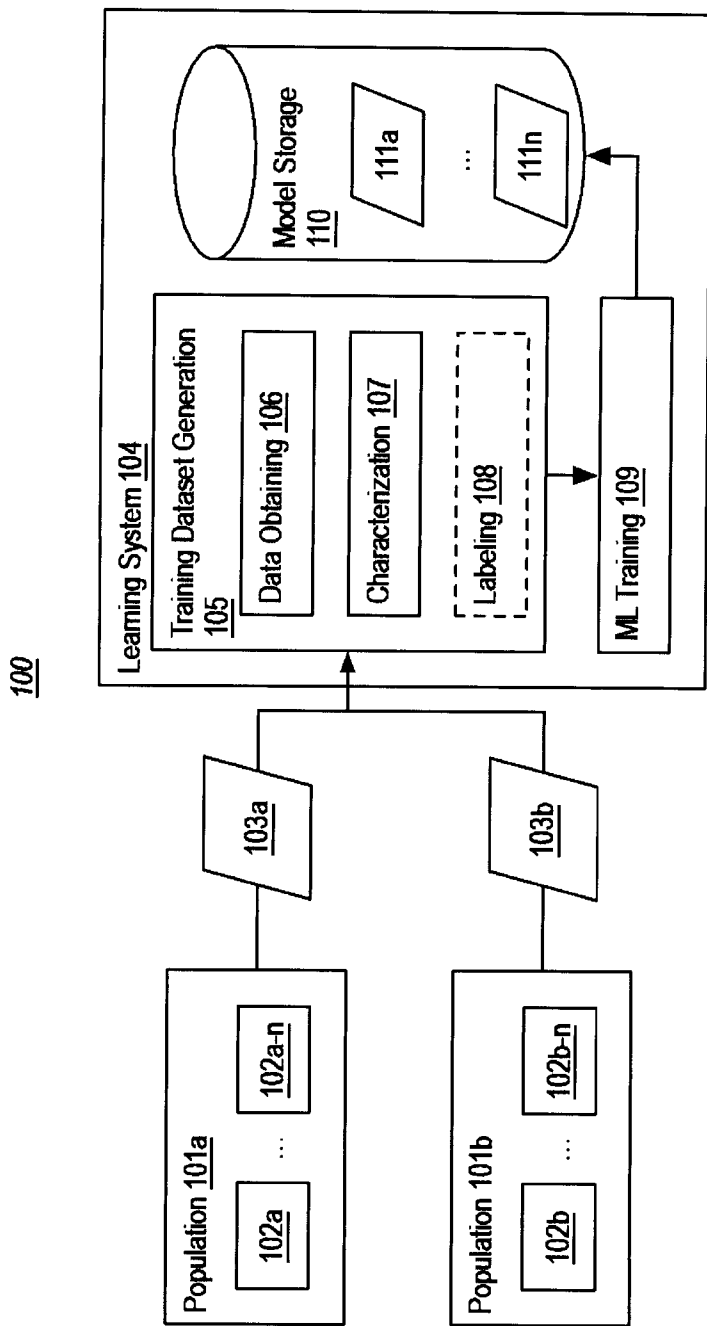 100
Population 101a
102a
...
102a-n
Population 101b
102b
...
102b-n
103a
103b
Learning System 104
Training Dataset Generation
105
Data Obtaining 106
Characterization 107
Labeling 108
ML Training 109
Model Storage
110
111a
...
111n